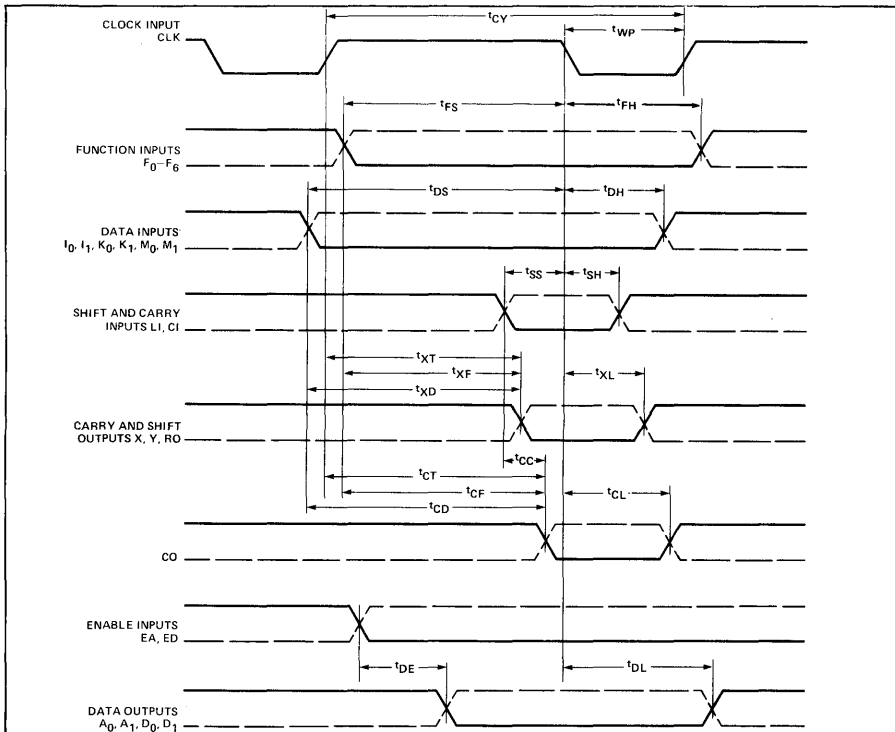 CLOCK INPUT
CLK
tCY
tWP
tFS
tFH
FUNCTION INPUTS
F0–F6
tDS
tDH
DATA INPUTS
I0, I1, K0, K1, M0, M1
tSS
tSH
SHIFT AND CARRY
INPUTS LI, CI
tXT
tXF
tXL
tXD
CARRY AND SHIFT
OUTPUTS X, Y, RO
tCC
tCT
tCF
tCL
tCD
CO
ENABLE INPUTS
EA, ED
tDE
tDL
DATA OUTPUTS
A0, A1, D0, D1